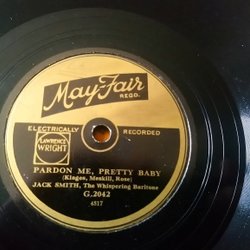 May-Fair
REGD.
ELECTRICALLY RECORDED
LAWRENCE
WRIGHT
PARDON ME, PRETTY BABY
(Klages, Meskill, Rose)
JACK SMITH, The Whispering Baritone
G.2042
4517